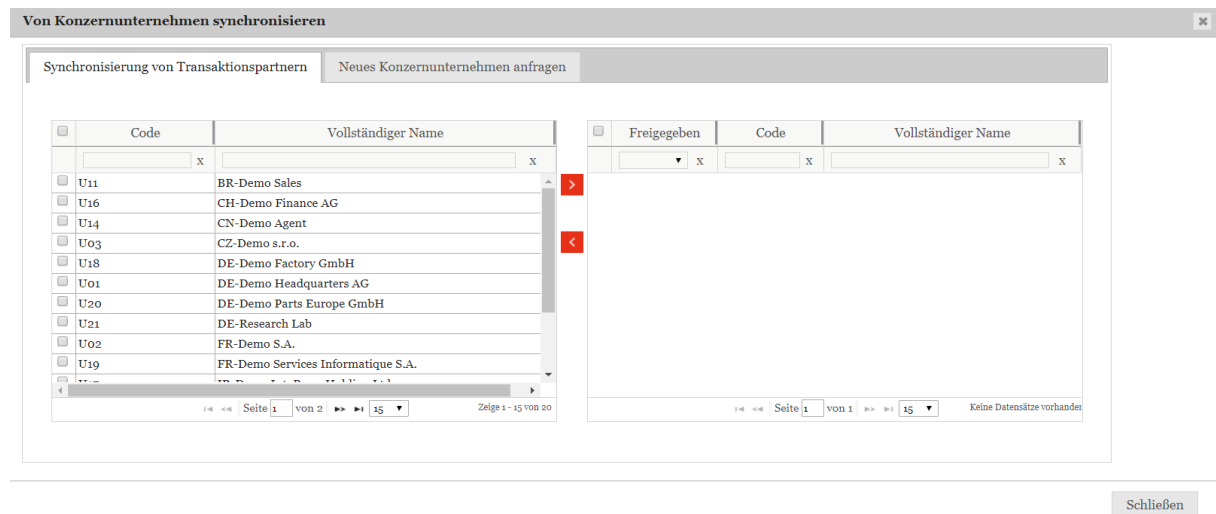 Von Konzernunternehmen synchronisieren
Synchronisierung von Transaktionspartnern Neues Konzernunternehmen anfragen
Code Vollständiger Name Freigegeben Code Vollständiger Name
x x x x x
U11 BR-Demo Sales
U16 CH-Demo Finance AG
U14 CN-Demo Agent
U03 CZ-Demo s.r.o.
U18 DE-Demo Factory GmbH
U01 DE-Demo Headquarters AG
U20 DE-Demo Parts Europe GmbH
U21 DE-Research Lab
U02 FR-Demo S.A.
U19 FR-Demo Services Informatique S.A.
Seite 1 von 2 15 Zeige 1 - 15 von 20 Seite 1 von 1 15 Keine Datensätze vorhanden
Schließen